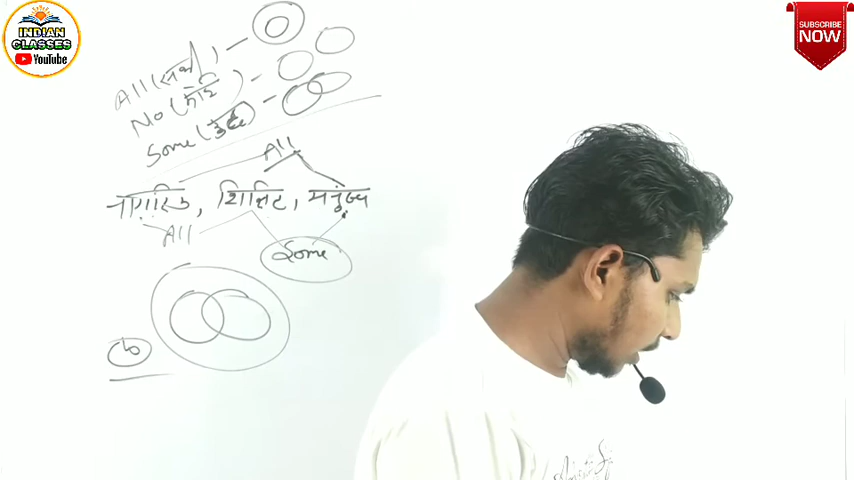 INDIAN
CLASSES
YouTube
SUBSCRIBE
NOW
All (सभी) -
No (कोई) -
Some (कुछ) -
All
नागरिक, शिक्षित, मनुष्य
All
Some
b